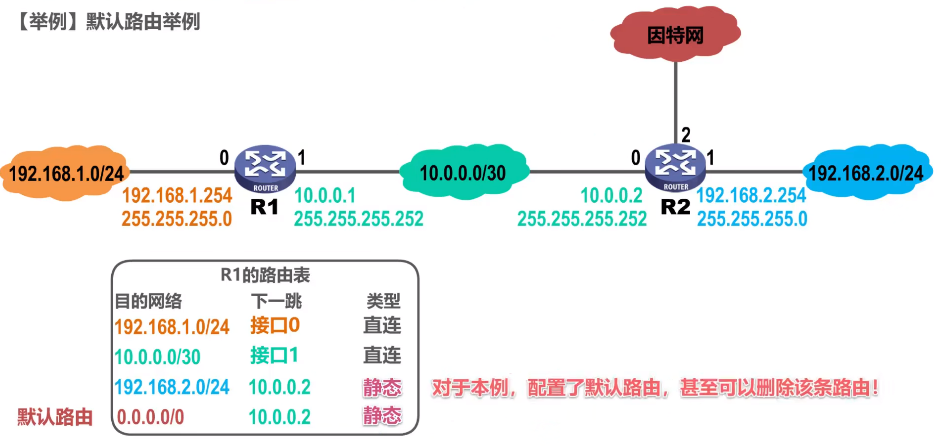 【举例】默认路由举例
因特网
2
0 1 0 1
192.168.1.0/24 10.0.0.0/30 192.168.2.0/24
ROUTER ROUTER
192.168.1.254 R1 10.0.0.1 10.0.0.2 R2 192.168.2.254
255.255.255.0 255.255.255.252 255.255.255.252 255.255.255.0
R1的路由表
目的网络 下一跳 类型
192.168.1.0/24 接口0 直连
10.0.0.0/30 接口1 直连
192.168.2.0/24 10.0.0.2 静态 对于本例，配置了默认路由，甚至可以删除该条路由！
默认路由 0.0.0.0/0 10.0.0.2 静态